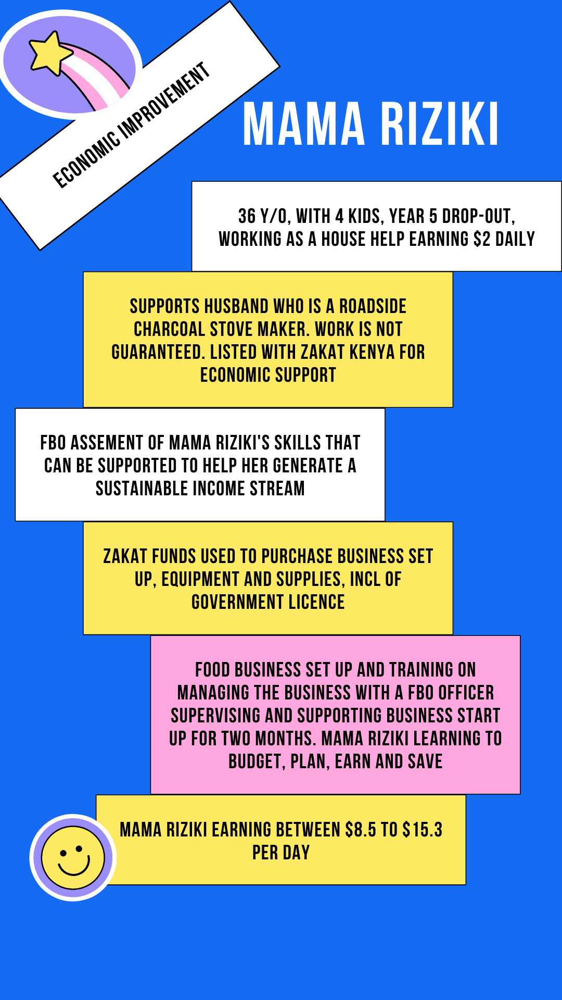 ECONOMIC IMPROVEMENT
MAMA RIZIKI
36 Y/O, WITH 4 KIDS, YEAR 5 DROP-OUT,
WORKING AS A HOUSE HELP EARNING $2 DAILY
SUPPORTS HUSBAND WHO IS A ROADSIDE
CHARCOAL STOVE MAKER. WORK IS NOT
GUARANTEED. LISTED WITH ZAKAT KENYA FOR
ECONOMIC SUPPORT
FBO ASSEMENT OF MAMA RIZIKI'S SKILLS THAT
CAN BE SUPPORTED TO HELP HER GENERATE A
SUSTAINABLE INCOME STREAM
ZAKAT FUNDS USED TO PURCHASE BUSINESS SET
UP, EQUIPMENT AND SUPPLIES, INCL OF
GOVERNMENT LICENCE
FOOD BUSINESS SET UP AND TRAINING ON
MANAGING THE BUSINESS WITH A FBO OFFICER
SUPERVISING AND SUPPORTING BUSINESS START
UP FOR TWO MONTHS. MAMA RIZIKI LEARNING TO
BUDGET, PLAN, EARN AND SAVE
MAMA RIZIKI EARNING BETWEEN $8.5 TO $15.3
PER DAY